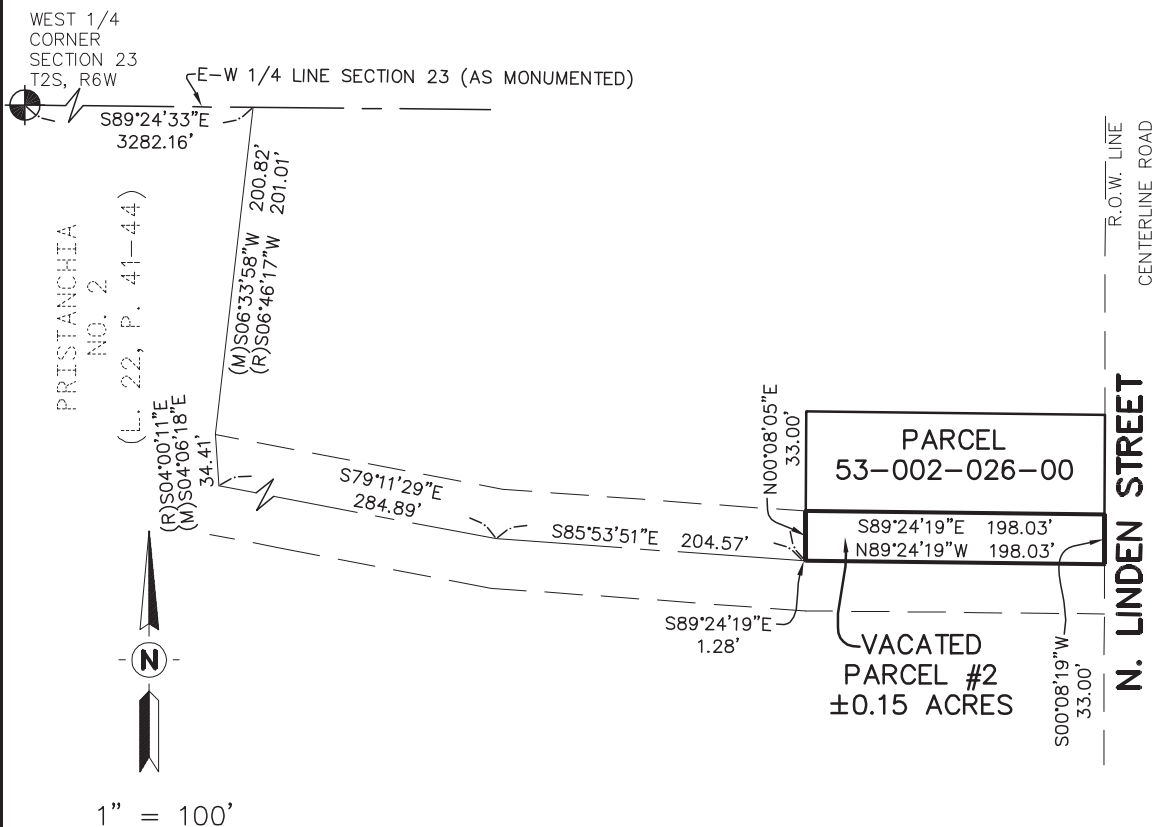 WEST 1/4
CORNER
SECTION 23
T2S, R6W
E-W 1/4 LINE SECTION 23 (AS MONUMENTED)
S89°24'33"E
3282.16'
PRISTANCHIA
NO. 2
(L. 22, P. 41-44)
(M)S06°33'58"W 200.82'
(R)S06°46'17"W 201.01'
(R)S04°00'11"E
(M)S04°06'18"E
34.41'
S79°11'29"E
284.89'
S85°53'51"E 204.57'
N00°08'05"E
33.00'
PARCEL
53-002-026-00
S89°24'19"E 198.03'
N89°24'19"W 198.03'
S89°24'19"E
1.28'
VACATED
PARCEL #2
±0.15 ACRES
S00°08'19"W
33.00'
R.O.W. LINE
CENTERLINE ROAD
N. LINDEN STREET
N
1" = 100'